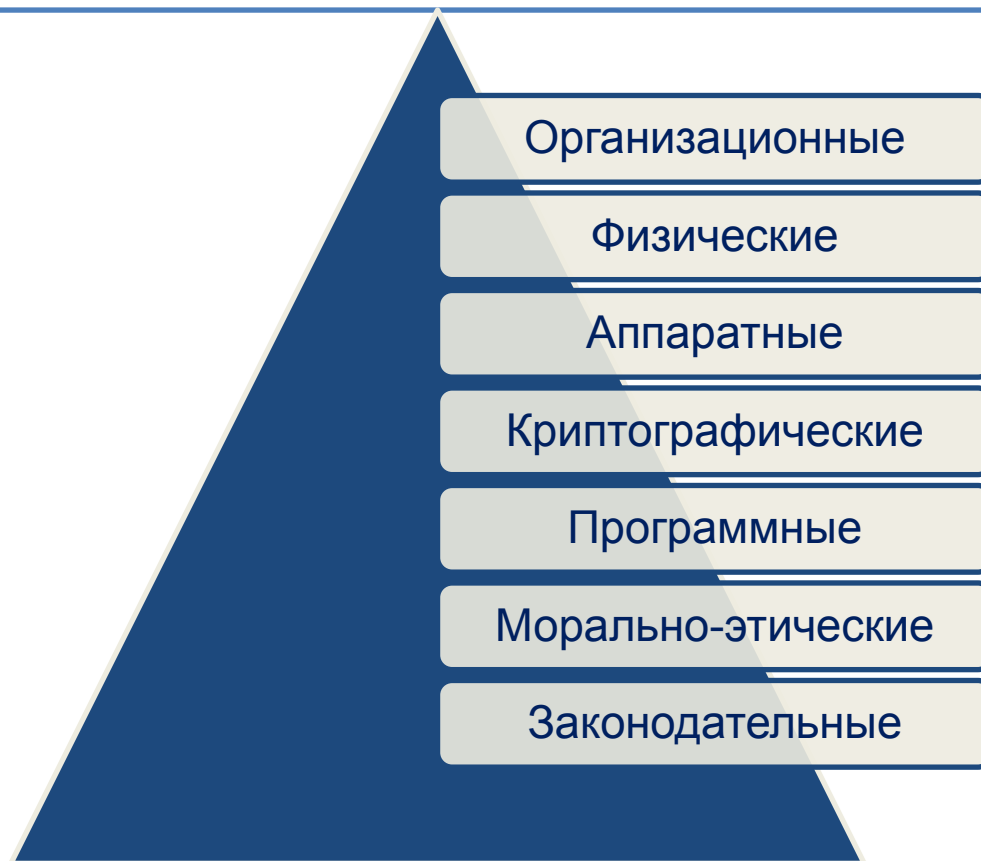 Организационные
Физические
Аппаратные
Криптографические
Программные
Морально-этические
Законодательные